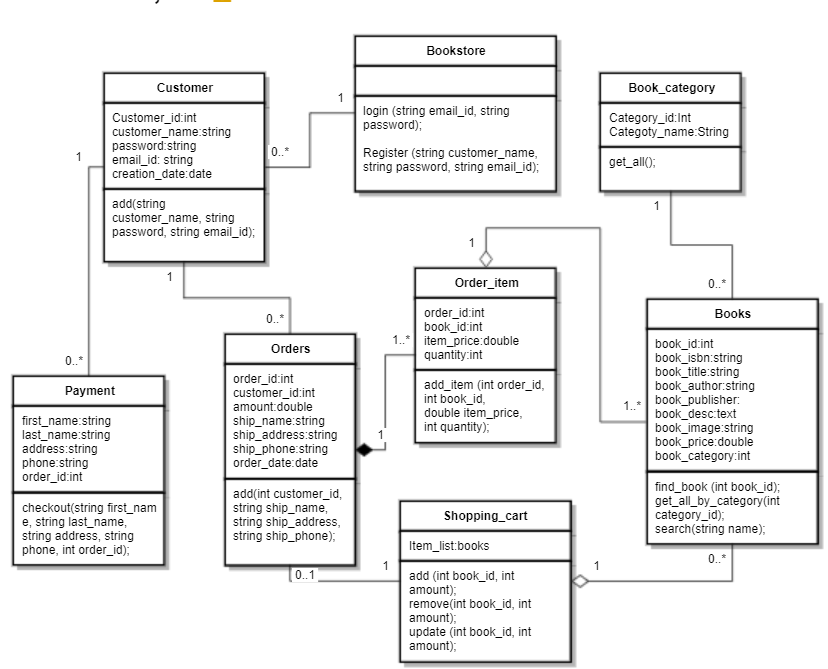 Bookstore
login (string email_id, string
password);
Register (string customer_name,
string password, string email_id);
Customer
Customer_id:int
customer_name:string
password:string
email_id: string
creation_date:date
add(string
customer_name, string
password, string email_id);
Book_category
Category_id:Int
Categoty_name:String
get_all();
1
0..*
1
1
0..*
1
0..*
1
0..*
Order_item
order_id:int
book_id:int
item_price:double
quantity:int
add_item (int order_id,
int book_id,
double item_price,
int quantity);
1
1..*
1..*
1
Books
book_id:int
book_isbn:string
book_title:string
book_author:string
book_publisher:
book_desc:text
book_image:string
book_price:double
book_category:int
find_book (int book_id);
get_all_by_category(int
category_id);
search(string name);
Orders
order_id:int
customer_id:int
amount:double
ship_name:string
ship_address:string
ship_phone:string
order_date:date
add(int customer_id,
string ship_name,
string ship_address,
string ship_phone);
Payment
first_name:string
last_name:string
address:string
phone:string
order_id:int
checkout(string first_nam
e, string last_name,
string address, string
phone, int order_id);
Shopping_cart
Item_list:books
add (int book_id, int
amount);
remove(int book_id, int
amount);
update (int book_id, int
amount);
0..1
1
1
0..*